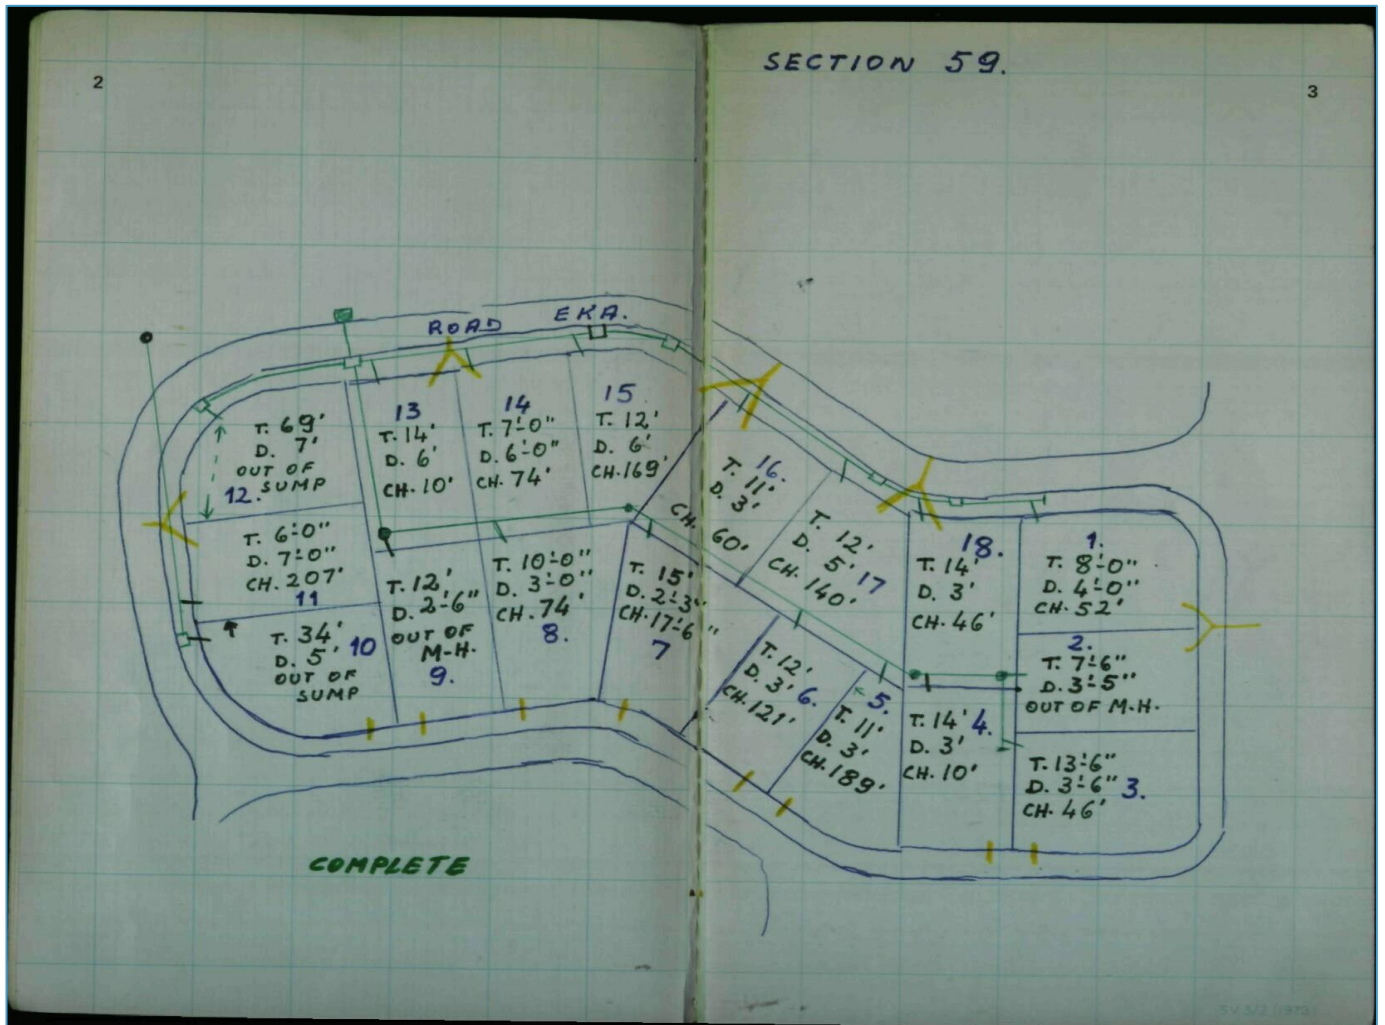 2
SECTION 59.
3
ROAD EKA.
T. 69'
D. 7'
OUT OF
SUMP
12.
13
T. 14'
D. 6'
CH. 10'
14
T. 7'-0"
D. 6'-0"
CH. 74'
15
T. 12'
D. 6'
CH. 169'
16.
T. 11'
D. 3'
CH. 60'
T. 12'
D. 5' 17
CH. 140'
18.
T. 14'
D. 3'
CH. 46'
1.
T. 8'-0"
D. 4'-0"
CH. 52'
2.
T. 7'-6"
D. 3'-5"
OUT OF M-H.
T. 13'-6"
D. 3'-6" 3.
CH. 46'
T. 6'-0"
D. 7'-0"
CH. 207'
11
T. 34' 10
D. 5'
OUT OF
SUMP
T. 12'
D. 2'-6"
OUT OF
M-H.
9.
T. 10'-0"
D. 3'-0"
CH. 74'
8.
T. 15'
D. 2'-3"
CH. 17'-6"
7
T. 12'
D. 3' 6.
CH. 121'
5.
T. 11'
D. 3'
CH. 189'
T. 14' 4.
D. 3'
CH. 10'
COMPLETE